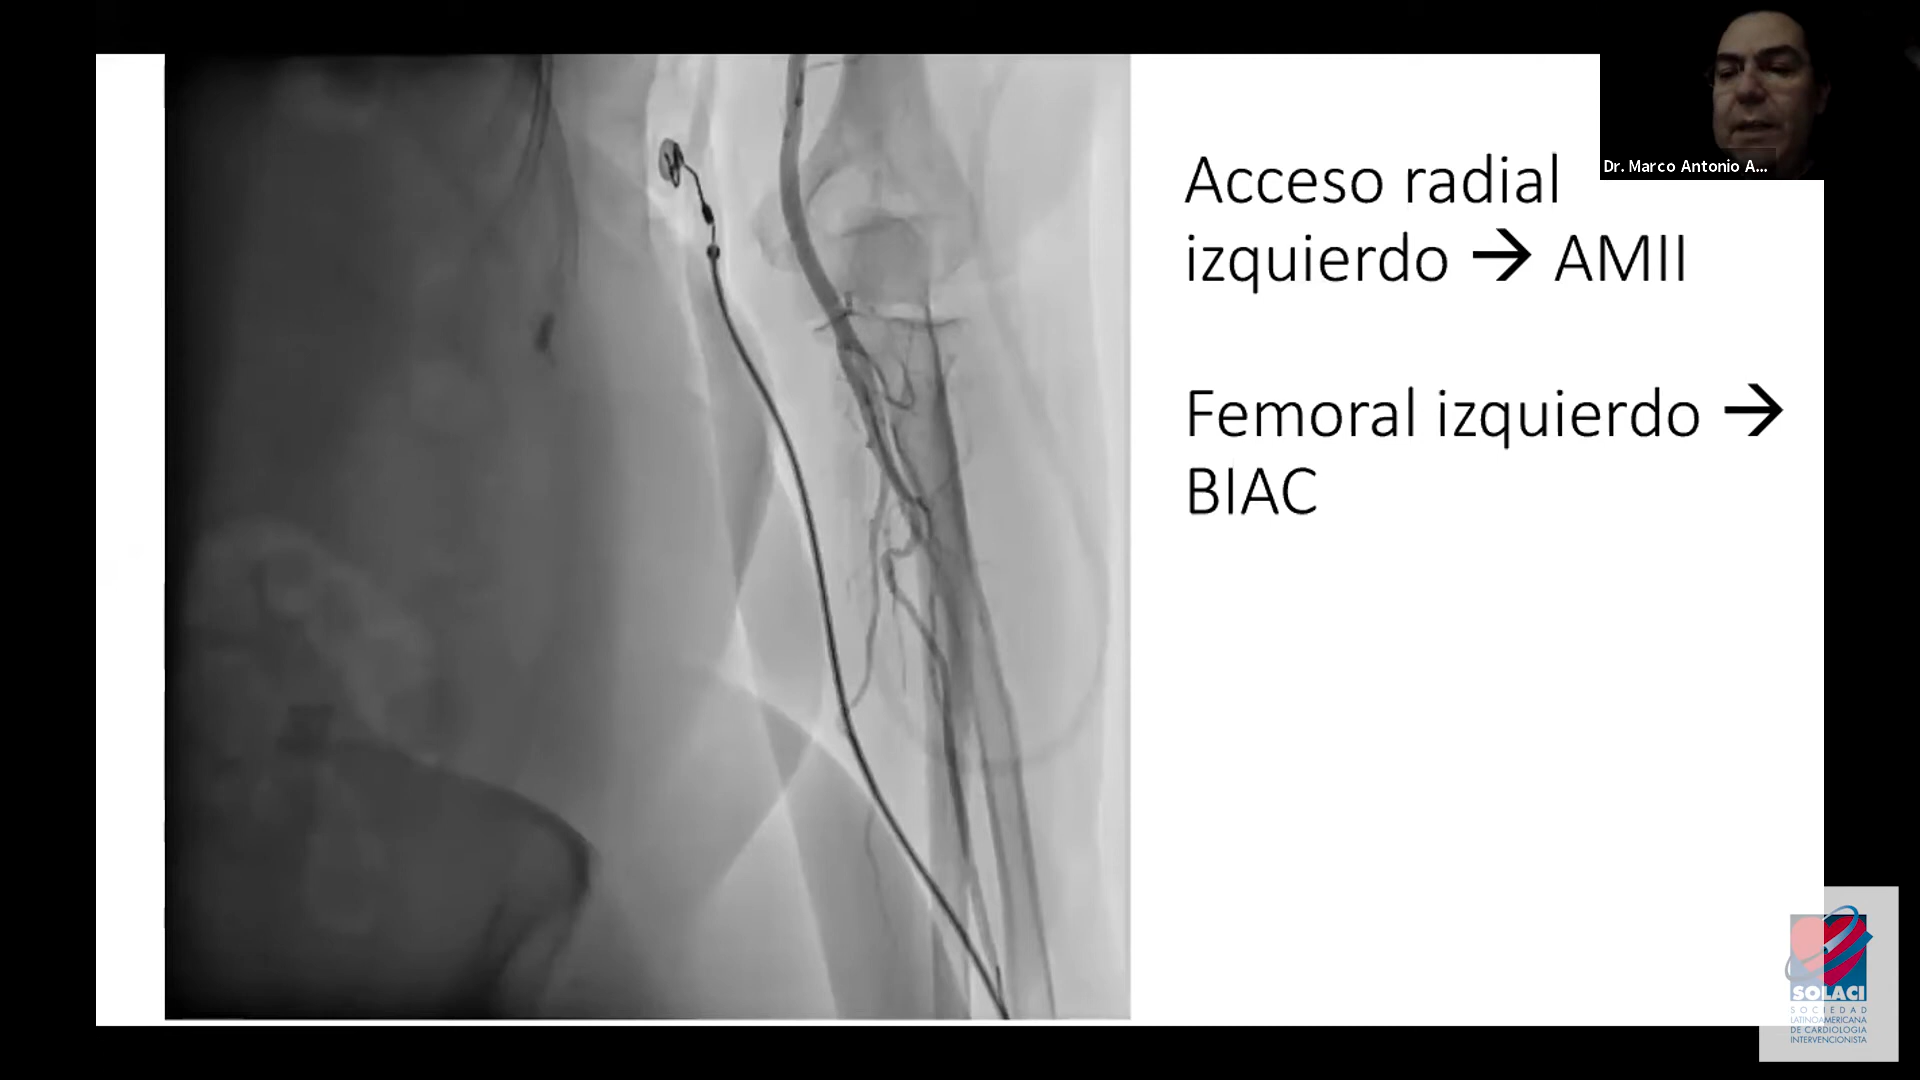 Acceso radial
izquierdo → AMII
Femoral izquierdo →
BIAC
Dr. Marco Antonio A...
SOLACI
SOCIEDAD
LATINOAMERICANA
DE CARDIOLOGIA
INTERVENCIONISTA